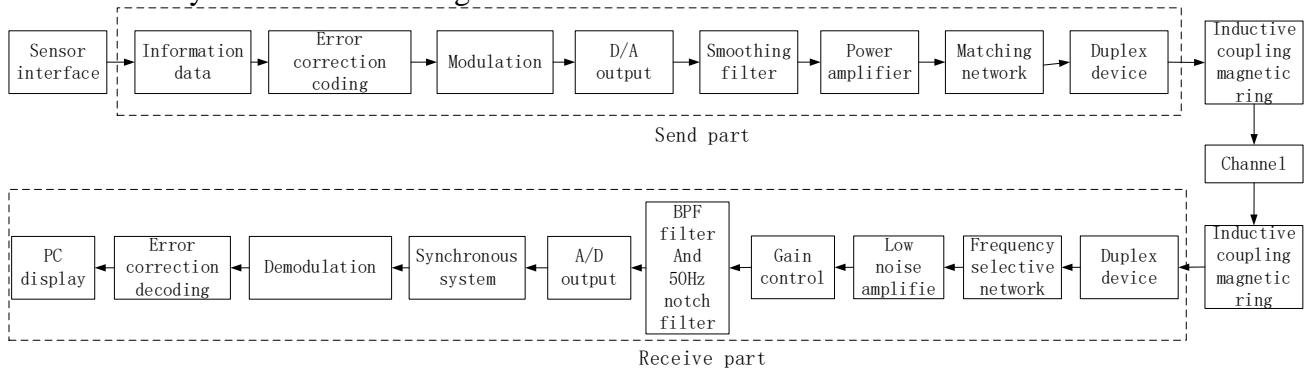 Sensor
interface
Information
data
Error
correction
coding
Modulation
D/A
output
Smoothing
filter
Power
amplifier
Matching
network
Duplex
device
Inductive
coupling
magnetic
ring
Send part
Channel
PC
display
Error
correction
decoding
Demodulation
Synchronous
system
A/D
output
BPF
filter
And
50Hz
notch
filter
Gain
control
Low
noise
amplifie
Frequency
selective
network
Duplex
device
Inductive
coupling
magnetic
ring
Receive part